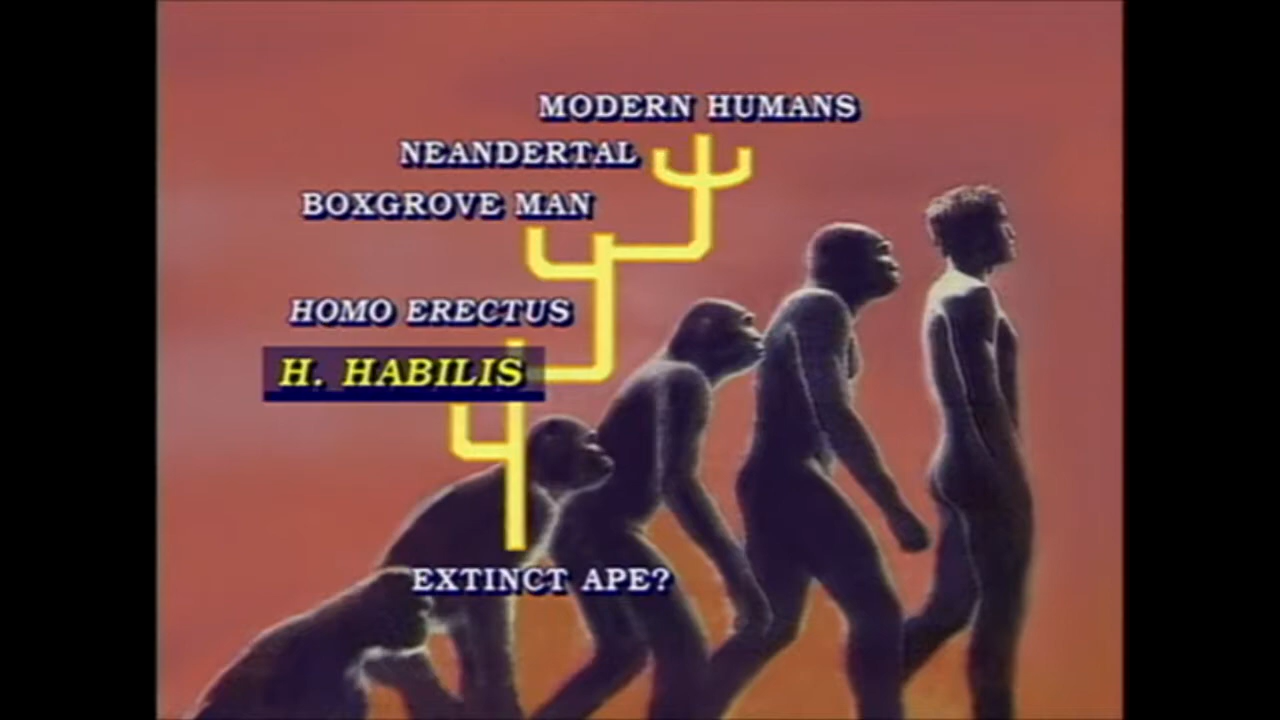 MODERN HUMANS
NEANDERTAL
BOXGROVE MAN
HOMO ERECTUS
H. HABILIS
EXTINCT APE?